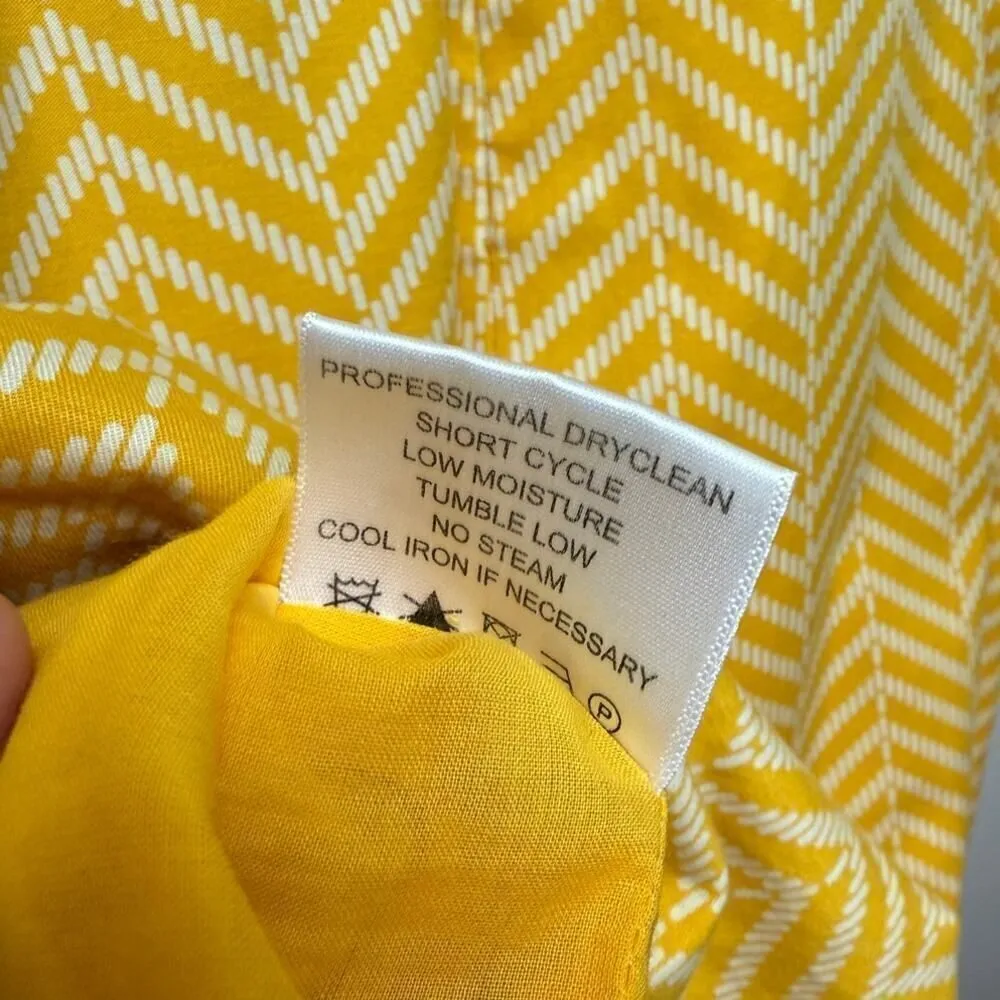 PROFESSIONAL DRYCLEAN
SHORT CYCLE
LOW MOISTURE
TUMBLE LOW
NO STEAM
COOL IRON IF NECESSARY
P